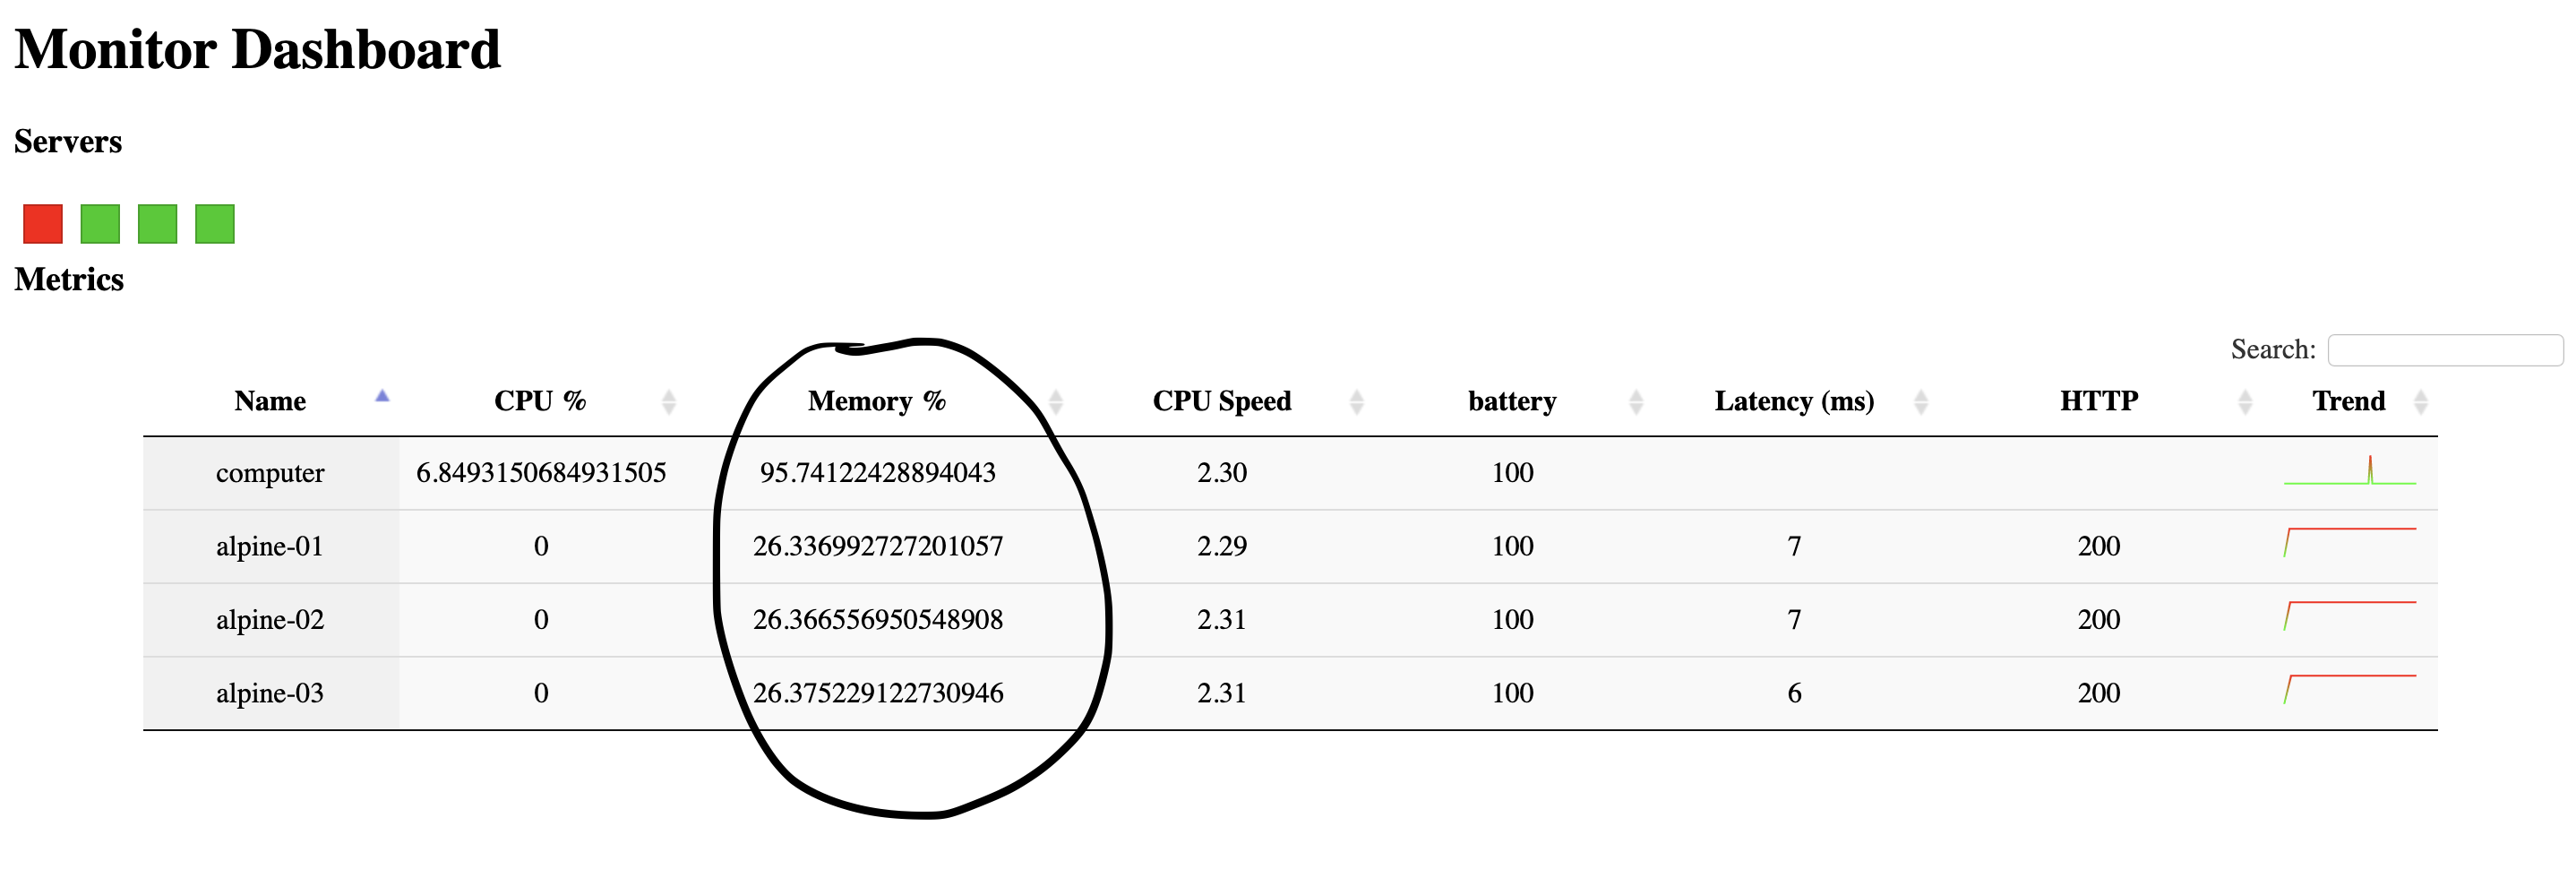 Monitor Dashboard
Servers
Metrics
Search:
Name CPU % Memory % CPU Speed battery Latency (ms) HTTP Trend
computer 6.8493150684931505 95.74122428894043 2.30 100
alpine-01 0 26.336992727201057 2.29 100 7 200
alpine-02 0 26.366556950548908 2.31 100 7 200
alpine-03 0 26.375229122730946 2.31 100 6 200